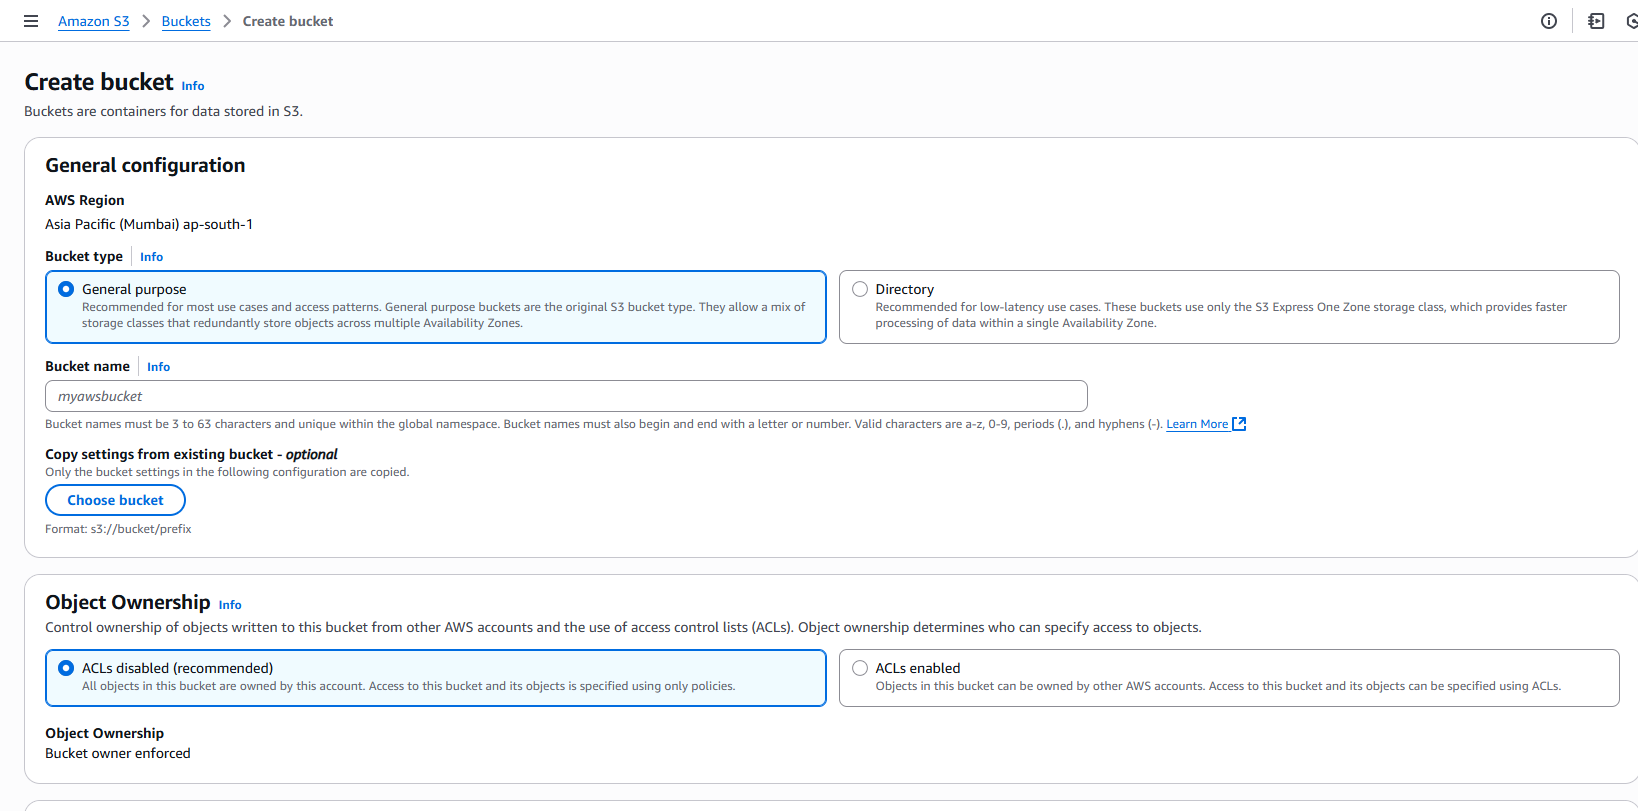 Amazon S3 > Buckets > Create bucket
Create bucket Info
Buckets are containers for data stored in S3.
General configuration
AWS Region
Asia Pacific (Mumbai) ap-south-1
Bucket type Info
General purpose
Recommended for most use cases and access patterns. General purpose buckets are the original S3 bucket type. They allow a mix of
storage classes that redundantly store objects across multiple Availability Zones.
Directory
Recommended for low-latency use cases. These buckets use only the S3 Express One Zone storage class, which provides faster
processing of data within a single Availability Zone.
Bucket name Info
myawsbucket
Bucket names must be 3 to 63 characters and unique within the global namespace. Bucket names must also begin and end with a letter or number. Valid characters are a-z, 0-9, periods (.), and hyphens (-). Learn More
Copy settings from existing bucket - optional
Only the bucket settings in the following configuration are copied.
Choose bucket
Format: s3://bucket/prefix
Object Ownership Info
Control ownership of objects written to this bucket from other AWS accounts and the use of access control lists (ACLs). Object ownership determines who can specify access to objects.
ACLs disabled (recommended)
All objects in this bucket are owned by this account. Access to this bucket and its objects is specified using only policies.
ACLs enabled
Objects in this bucket can be owned by other AWS accounts. Access to this bucket and its objects can be specified using ACLs.
Object Ownership
Bucket owner enforced